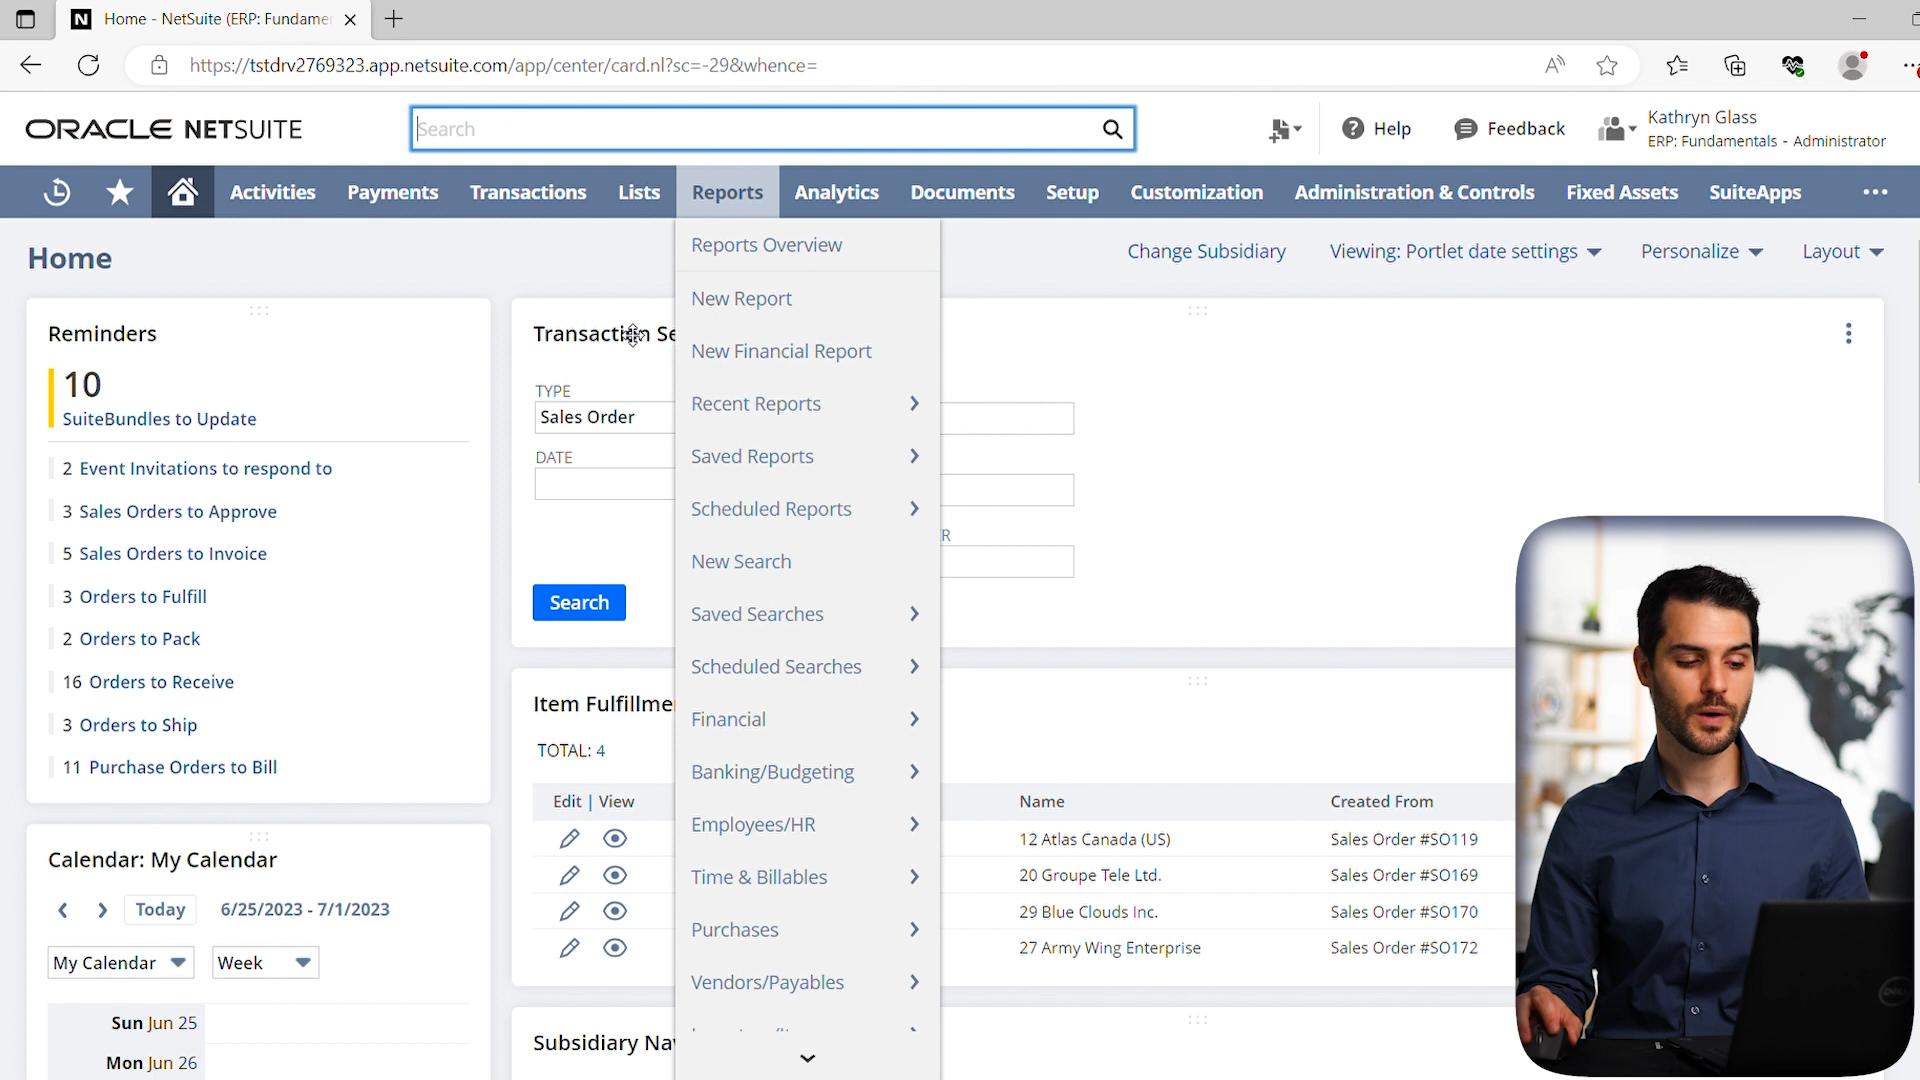 N Home - NetSuite (ERP: Fundame
https://tstdrv2769323.app.netsuite.com/app/center/card.nl?sc=-29&whence=
ORACLE NETSUITE
Search
Help
Feedback
Kathryn Glass
ERP: Fundamentals - Administrator
Activities
Payments
Transactions
Lists
Reports
Analytics
Documents
Setup
Customization
Administration & Controls
Fixed Assets
SuiteApps
Home
Change Subsidiary
Viewing: Portlet date settings
Personalize
Layout
Reminders
10
SuiteBundles to Update
2 Event Invitations to respond to
3 Sales Orders to Approve
5 Sales Orders to Invoice
3 Orders to Fulfill
2 Orders to Pack
16 Orders to Receive
3 Orders to Ship
11 Purchase Orders to Bill
Calendar: My Calendar
Today
6/25/2023 - 7/1/2023
My Calendar
Week
Sun Jun 25
Mon Jun 26
Transaction Se
TYPE
Sales Order
DATE
R
Search
Reports Overview
New Report
New Financial Report
Recent Reports
Saved Reports
Scheduled Reports
New Search
Saved Searches
Scheduled Searches
Financial
Banking/Budgeting
Employees/HR
Time & Billables
Purchases
Vendors/Payables
Item Fulfillme
TOTAL: 4
Edit | View
Name
Created From
12 Atlas Canada (US)
Sales Order #SO119
20 Groupe Tele Ltd.
Sales Order #SO169
29 Blue Clouds Inc.
Sales Order #SO170
27 Army Wing Enterprise
Sales Order #SO172
Subsidiary Na
DELL